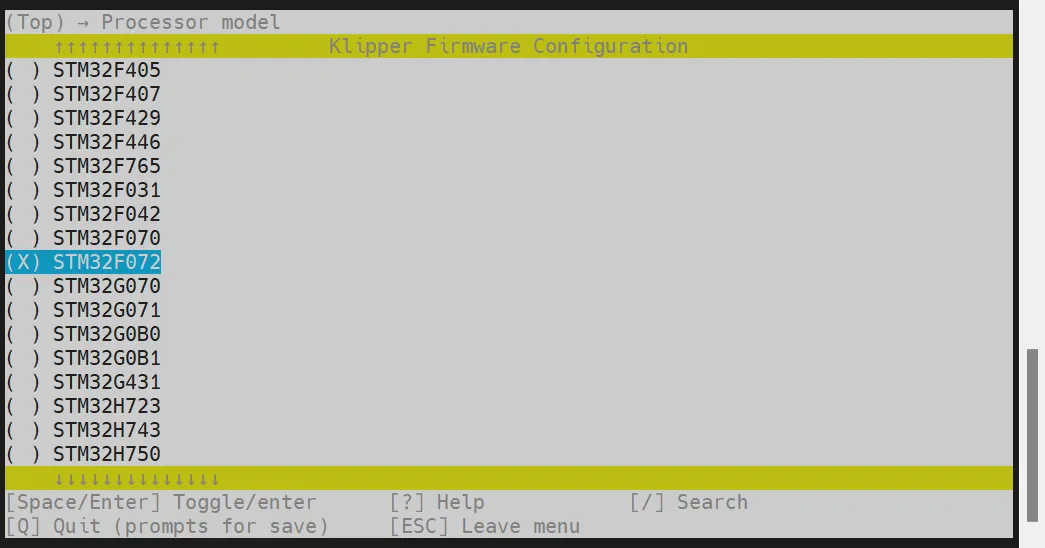 (Top) → Processor model
↑↑↑↑↑↑↑↑↑↑↑↑↑↑ Klipper Firmware Configuration
( ) STM32F405
( ) STM32F407
( ) STM32F429
( ) STM32F446
( ) STM32F765
( ) STM32F031
( ) STM32F042
( ) STM32F070
(X) STM32F072
( ) STM32G070
( ) STM32G071
( ) STM32G0B0
( ) STM32G0B1
( ) STM32G431
( ) STM32H723
( ) STM32H743
( ) STM32H750
↓↓↓↓↓↓↓↓↓↓↓↓↓↓
[Space/Enter] Toggle/enter [?] Help [/] Search
[Q] Quit (prompts for save) [ESC] Leave menu